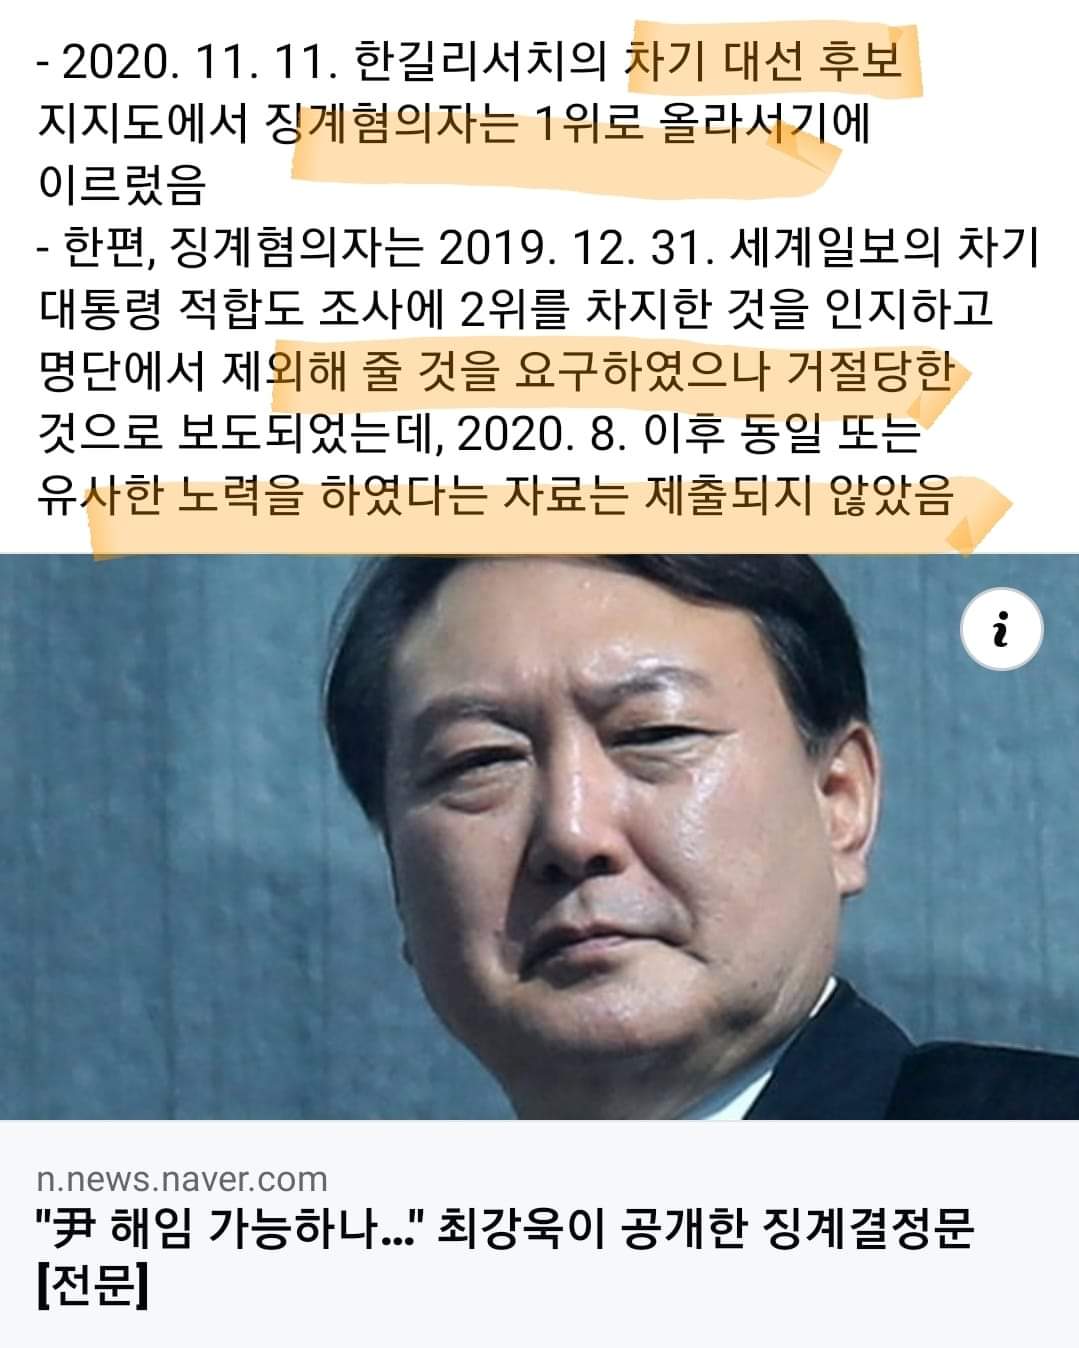 - 2020. 11. 11. 한길리서치의 차기 대선 후보
지지도에서 징계혐의자는 1위로 올라서기에
이르렀음
- 한편, 징계혐의자는 2019. 12. 31. 세계일보의 차기
대통령 적합도 조사에 2위를 차지한 것을 인지하고
명단에서 제외해 줄 것을 요구하였으나 거절당한
것으로 보도되었는데, 2020. 8. 이후 동일 또는
유사한 노력을 하였다는 자료는 제출되지 않았음
i
n.news.naver.com
"尹 해임 가능하나..." 최강욱이 공개한 징계결정문
[전문]